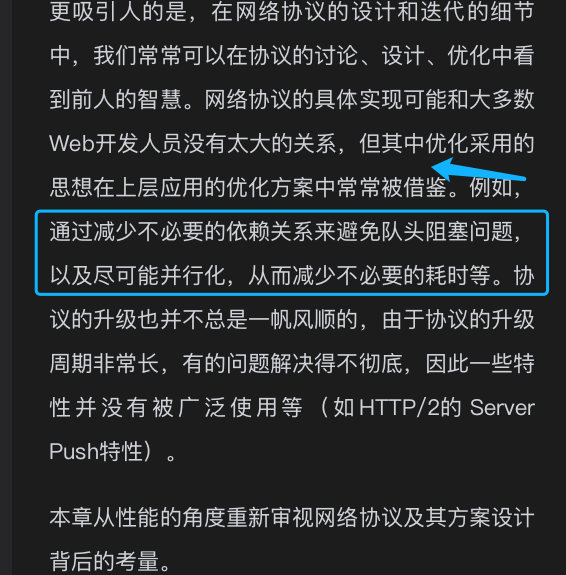 更吸引人的是，在网络协议的设计和迭代的细节
中，我们常常可以在协议的讨论、设计、优化中看
到前人的智慧。网络协议的具体实现可能和大多数
Web开发人员没有太大的关系，但其中优化采用的
思想在上层应用的优化方案中常常被借鉴。例如，
通过减少不必要的依赖关系来避免队头阻塞问题，
以及尽可能并行化，从而减少不必要的耗时等。协
议的升级也并不总是一帆风顺的，由于协议的升级
周期非常长，有的问题解决得不彻底，因此一些特
性并没有被广泛使用等（如HTTP/2的 Server
Push特性）。
本章从性能的角度重新审视网络协议及其方案设计
背后的考量。